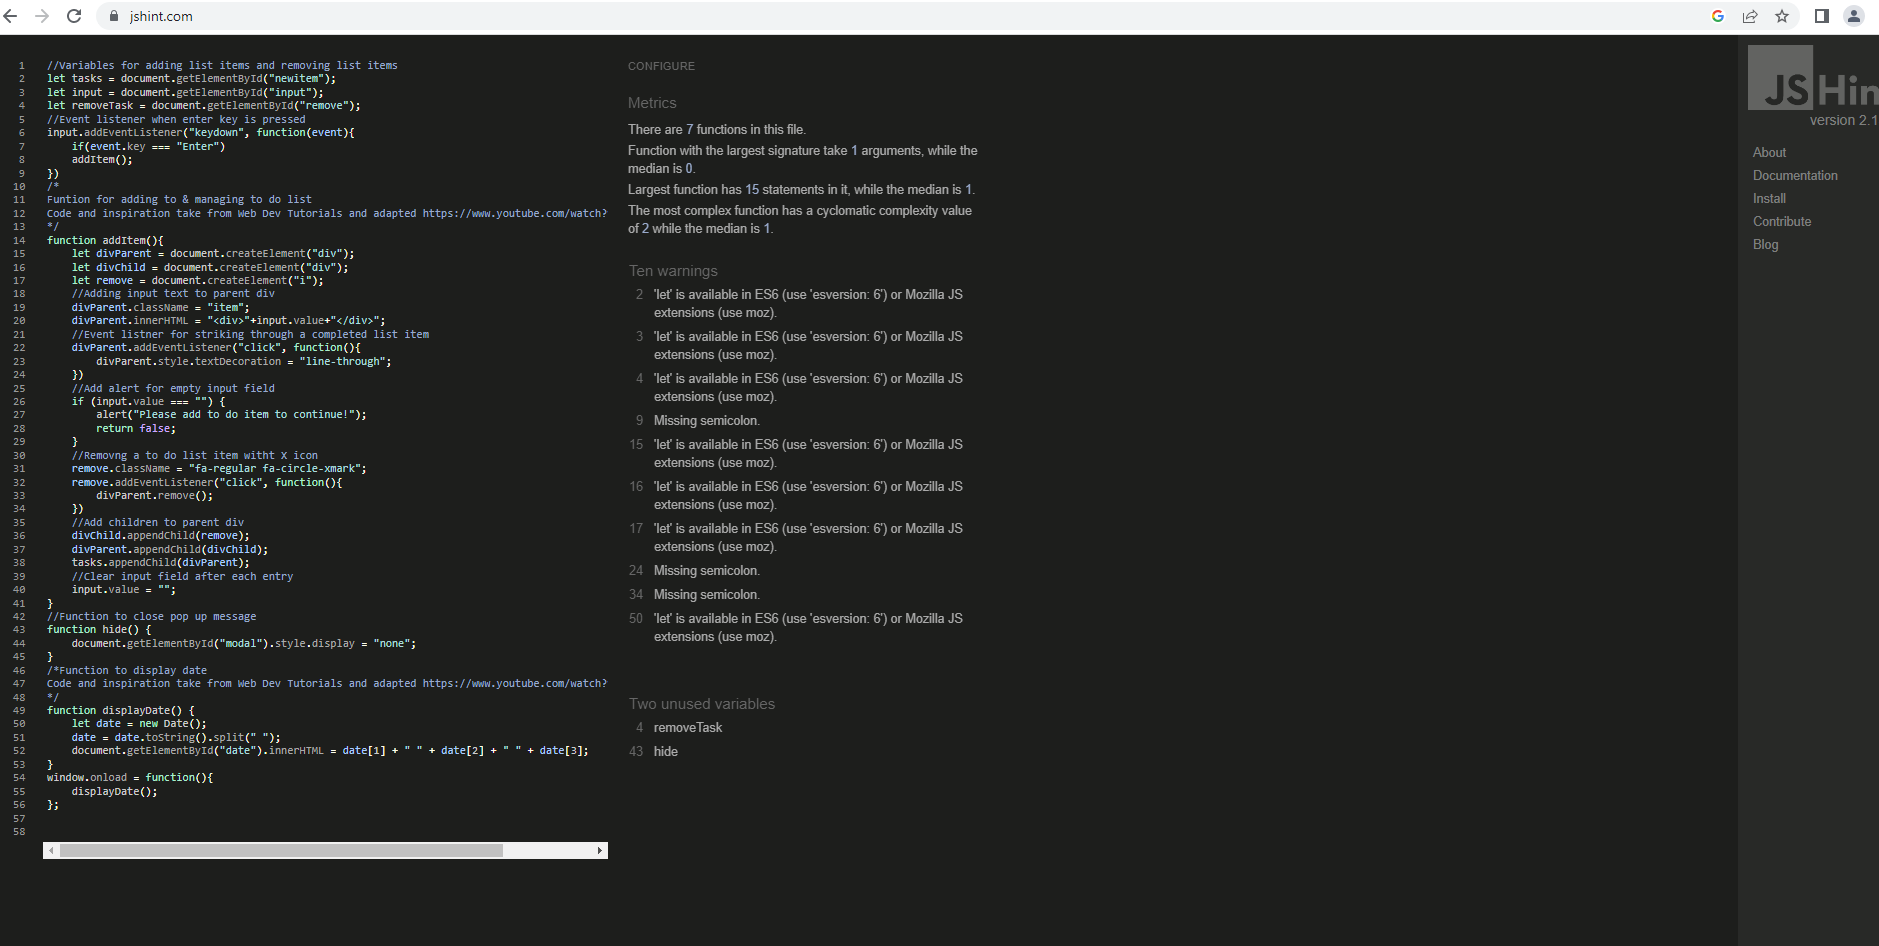 jshint.com
1 //Variables for adding list items and removing list items
2 let tasks = document.getElementById("newitem");
3 let input = document.getElementById("input");
4 let removeTask = document.getElementById("remove");
5 //Event listener when enter key is pressed
6 input.addEventListener("keydown", function(event){
7 if(event.key === "Enter")
8 addItem();
9 })
10 /*
11 Funtion for adding to & managing to do list
12 Code and inspiration take from Web Dev Tutorials and adapted https://www.youtube.com/watch?
13 */
14 function addItem(){
15 let divParent = document.createElement("div");
16 let divChild = document.createElement("div");
17 let remove = document.createElement("i");
18 //Adding input text to parent div
19 divParent.className = "item";
20 divParent.innerHTML = "<div>"+input.value+"</div>";
21 //Event listner for striking through a completed list item
22 divParent.addEventListener("click", function(){
23 divParent.style.textDecoration = "line-through";
24 })
25 //Add alert for empty input field
26 if (input.value === "") {
27 alert("Please add to do item to continue!");
28 return false;
29 }
30 //Removng a to do list item witht X icon
31 remove.className = "fa-regular fa-circle-xmark";
32 remove.addEventListener("click", function(){
33 divParent.remove();
34 })
35 //Add children to parent div
36 divChild.appendChild(remove);
37 divParent.appendChild(divChild);
38 tasks.appendChild(divParent);
39 //Clear input field after each entry
40 input.value = "";
41 }
42 //Function to close pop up message
43 function hide() {
44 document.getElementById("modal").style.display = "none";
45 }
46 /*Function to display date
47 Code and inspiration take from Web Dev Tutorials and adapted https://www.youtube.com/watch?
48 */
49 function displayDate() {
50 let date = new Date();
51 date = date.toString().split(" ");
52 document.getElementById("date").innerHTML = date[1] + " " + date[2] + " " + date[3];
53 }
54 window.onload = function(){
55 displayDate();
56 };
57
58
CONFIGURE
Metrics
There are 7 functions in this file.
Function with the largest signature take 1 arguments, while the
median is 0.
Largest function has 15 statements in it, while the median is 1.
The most complex function has a cyclomatic complexity value
of 2 while the median is 1.
Ten warnings
2 'let' is available in ES6 (use 'esversion: 6') or Mozilla JS
extensions (use moz).
3 'let' is available in ES6 (use 'esversion: 6') or Mozilla JS
extensions (use moz).
4 'let' is available in ES6 (use 'esversion: 6') or Mozilla JS
extensions (use moz).
9 Missing semicolon.
15 'let' is available in ES6 (use 'esversion: 6') or Mozilla JS
extensions (use moz).
16 'let' is available in ES6 (use 'esversion: 6') or Mozilla JS
extensions (use moz).
17 'let' is available in ES6 (use 'esversion: 6') or Mozilla JS
extensions (use moz).
24 Missing semicolon.
34 Missing semicolon.
50 'let' is available in ES6 (use 'esversion: 6') or Mozilla JS
extensions (use moz).
Two unused variables
4 removeTask
43 hide
JSHin
version 2.1
About
Documentation
Install
Contribute
Blog